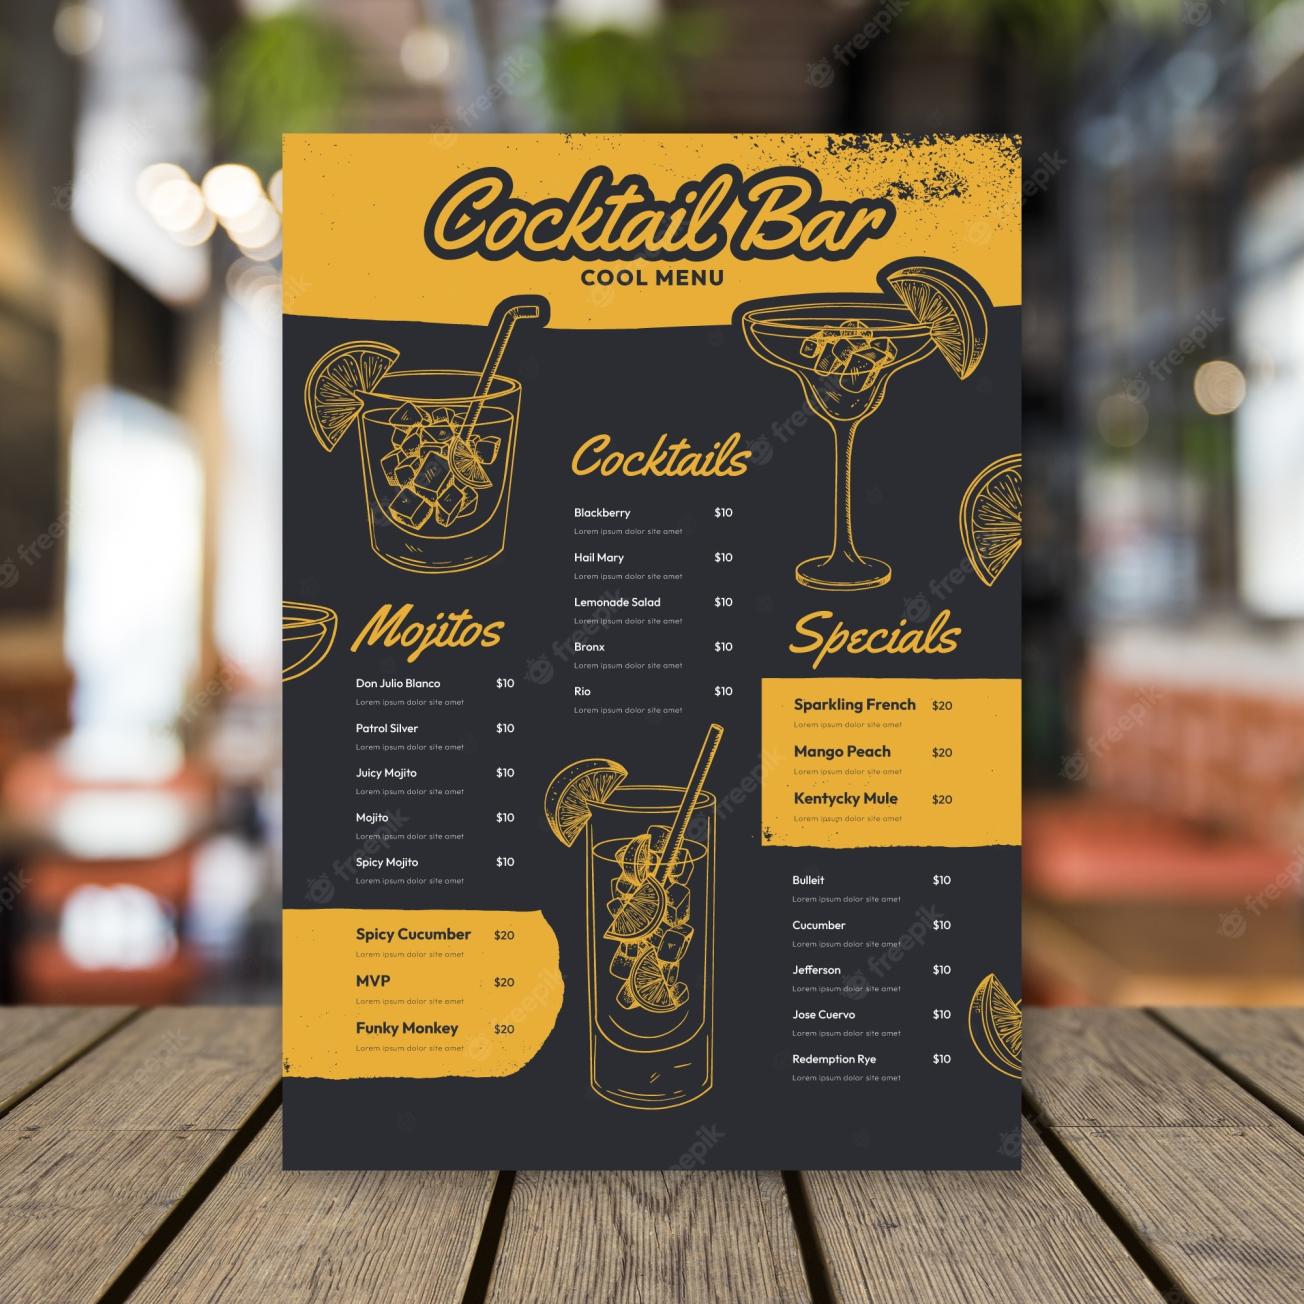 Cocktail Bar
COOL MENU
Cocktails
Blackberry $10
Lorem ipsum dolor site amet
Hail Mary $10
Lorem ipsum dolor site amet
Lemonade Salad $10
Lorem ipsum dolor site amet
Bronx $10
Lorem ipsum dolor site amet
Rio $10
Lorem ipsum dolor site amet
Mojitos
Don Julio Blanco $10
Lorem ipsum dolor site amet
Patrol Silver $10
Lorem ipsum dolor site amet
Juicy Mojito $10
Lorem ipsum dolor site amet
Mojito $10
Lorem ipsum dolor site amet
Spicy Mojito $10
Lorem ipsum dolor site amet
Spicy Cucumber $20
Lorem ipsum dolor site amet
MVP $20
Lorem ipsum dolor site amet
Funky Monkey $20
Lorem ipsum dolor site amet
Specials
Sparkling French $20
Lorem ipsum dolor site amet
Mango Peach $20
Lorem ipsum dolor site amet
Kentycky Mule $20
Lorem ipsum dolor site amet
Bulleit $10
Lorem ipsum dolor site amet
Cucumber $10
Lorem ipsum dolor site amet
Jefferson $10
Lorem ipsum dolor site amet
Jose Cuervo $10
Lorem ipsum dolor site amet
Redemption Rye $10
Lorem ipsum dolor site amet
freepik